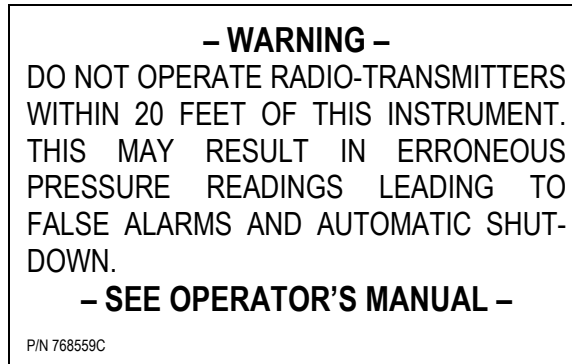 – WARNING –
DO NOT OPERATE RADIO-TRANSMITTERS
WITHIN 20 FEET OF THIS INSTRUMENT.
THIS MAY RESULT IN ERRONEOUS
PRESSURE READINGS LEADING TO
FALSE ALARMS AND AUTOMATIC SHUT-
DOWN.
– SEE OPERATOR’S MANUAL –
P/N 768559C